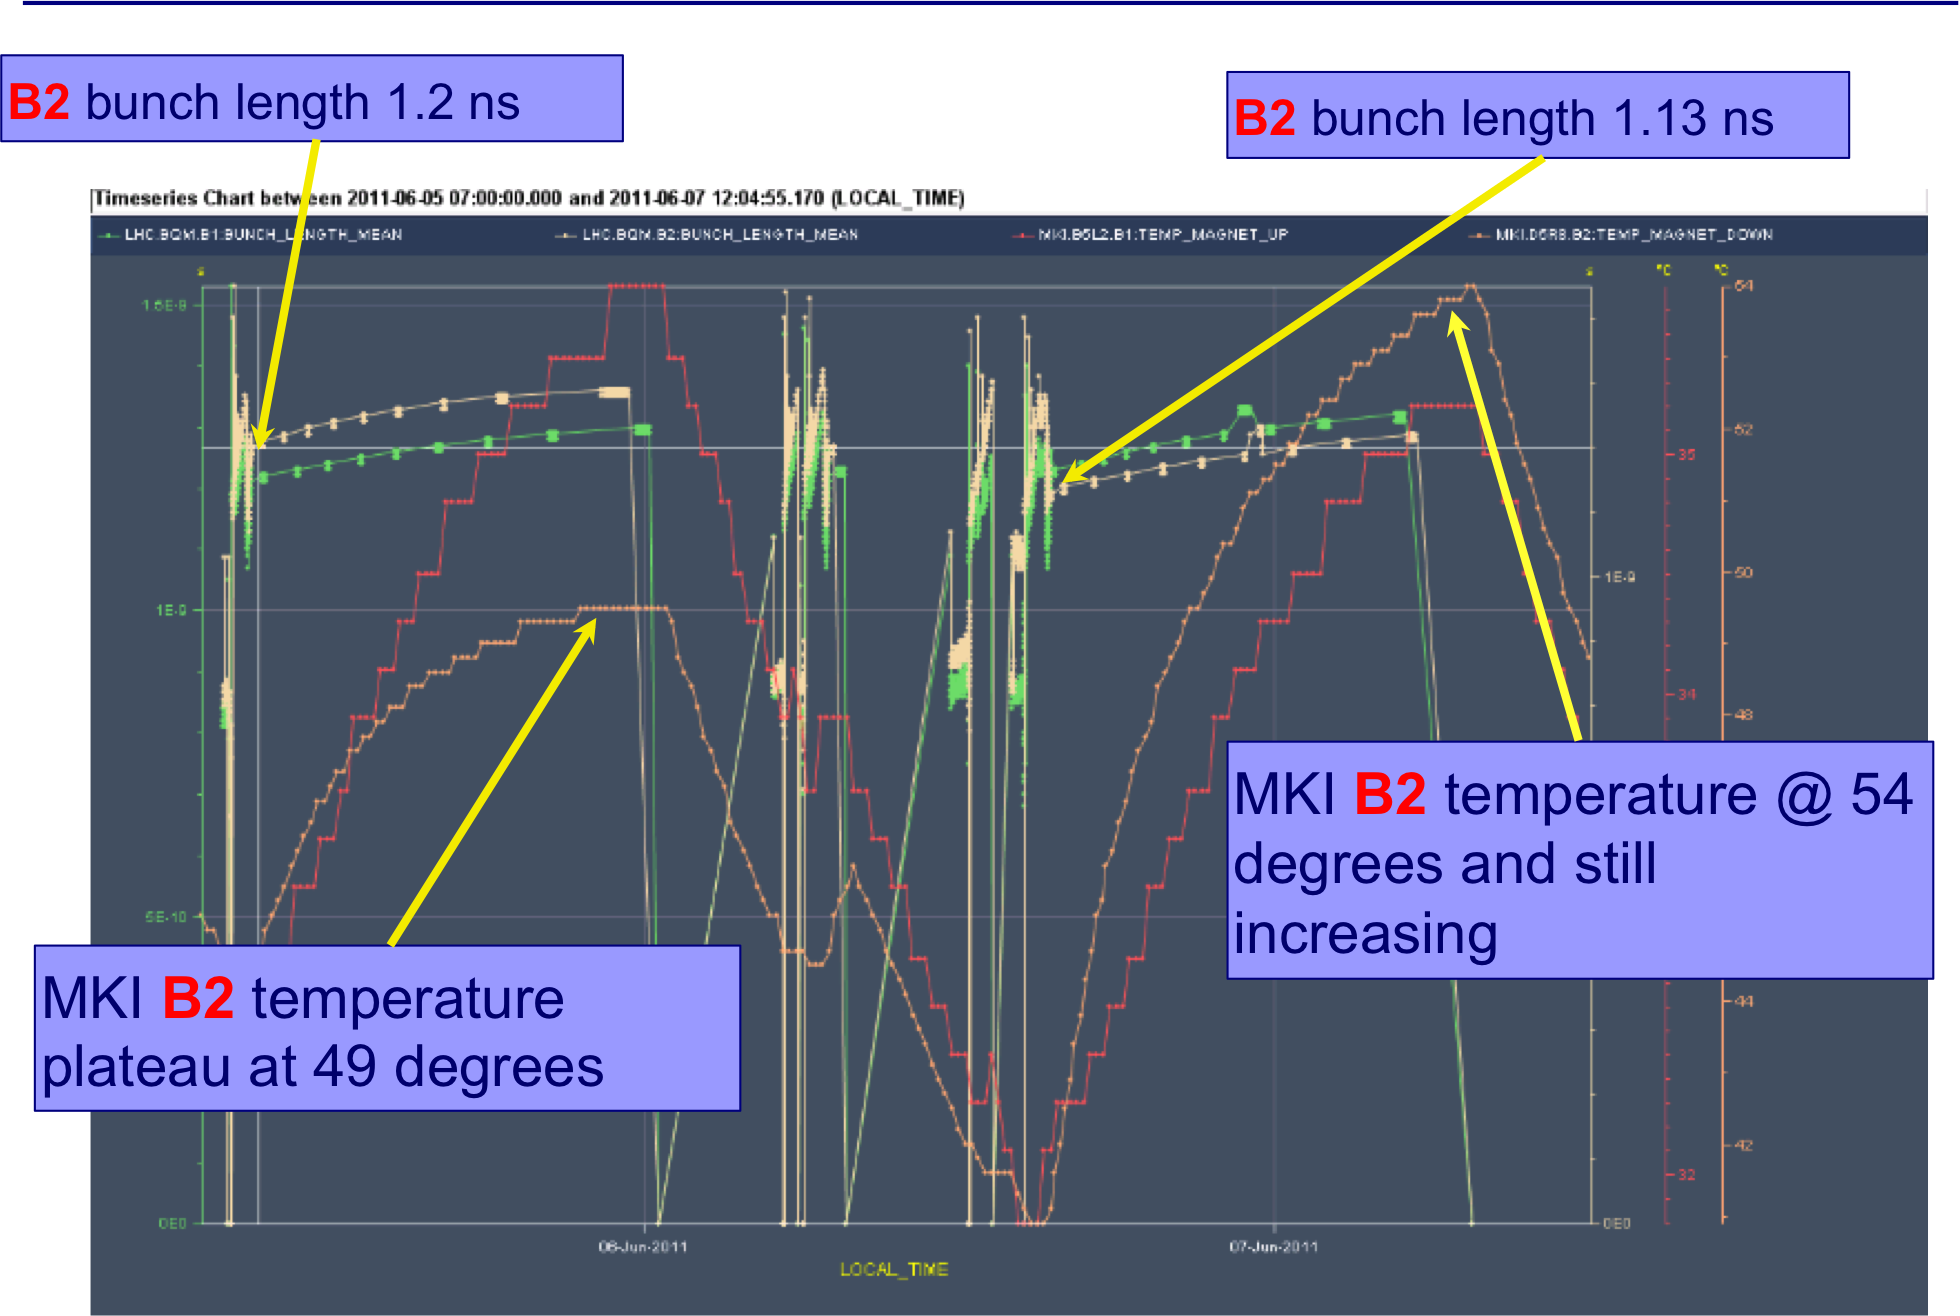 B2 bunch length 1.2 ns
B2 bunch length 1.13 ns
Timeseries Chart between 2011-06-05 07:00:00.000 and 2011-06-07 12:04:55.170 (LOCAL_TIME)
LHC.BQM.B1:BUNCH_LENGTH_MEAN LHC.BQM.B2:BUNCH_LENGTH_MEAN MKI.B5L2.B1:TEMP_MAGNET_UP MKI.D5R8.B2:TEMP_MAGNET_DOWN
s s °C °C
54
1.5E-9
52
35
1E-9
50
1E-9
34
48
MKI B2 temperature @ 54
degrees and still
increasing
5E-10
MKI B2 temperature
plateau at 49 degrees
44
42
32
0E0 0E0
06-Jun-2011 07-Jun-2011
LOCAL_TIME